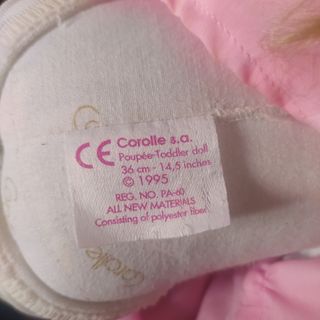 CE Corolle s.a.
Poupée-Toddler doll
36 cm - 14,5 inches
© 1995
REG. NO. PA-60
ALL NEW MATERIALS
Consisting of polyester fiber
Corolle